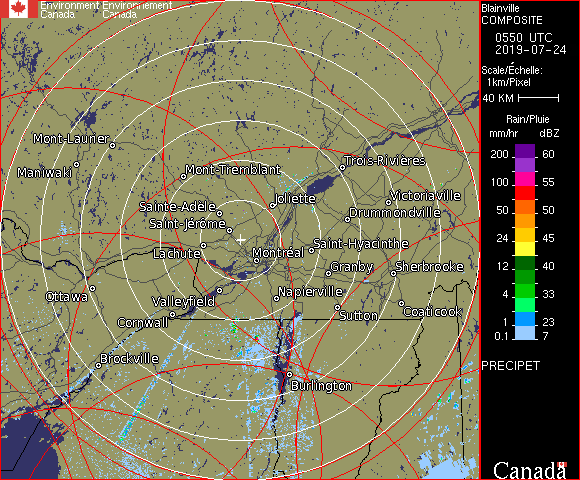 Environment Environnement
Canada Canada
Blainville
COMPOSITE
0550 UTC
2019-07-24
Scale/Échelle:
1km/Pixel
40 KM
Rain/Pluie
mm/hr dBZ
200 60
100 55
50 50
24 45
12 40
4 33
1 23
0.1 7
PRECIPET
Mont-Laurier
Maniwaki
Mont-Tremblant
Trois-Rivières
Joliette
Victoriaville
Sainte-Adèle
Drummondville
Saint-Jérôme
Lachute
Montréal
Saint-Hyacinthe
Granby
Sherbrooke
Ottawa
Valleyfield
Napierville
Cornwall
Sutton
Coaticook
Brockville
Burlington
Canada